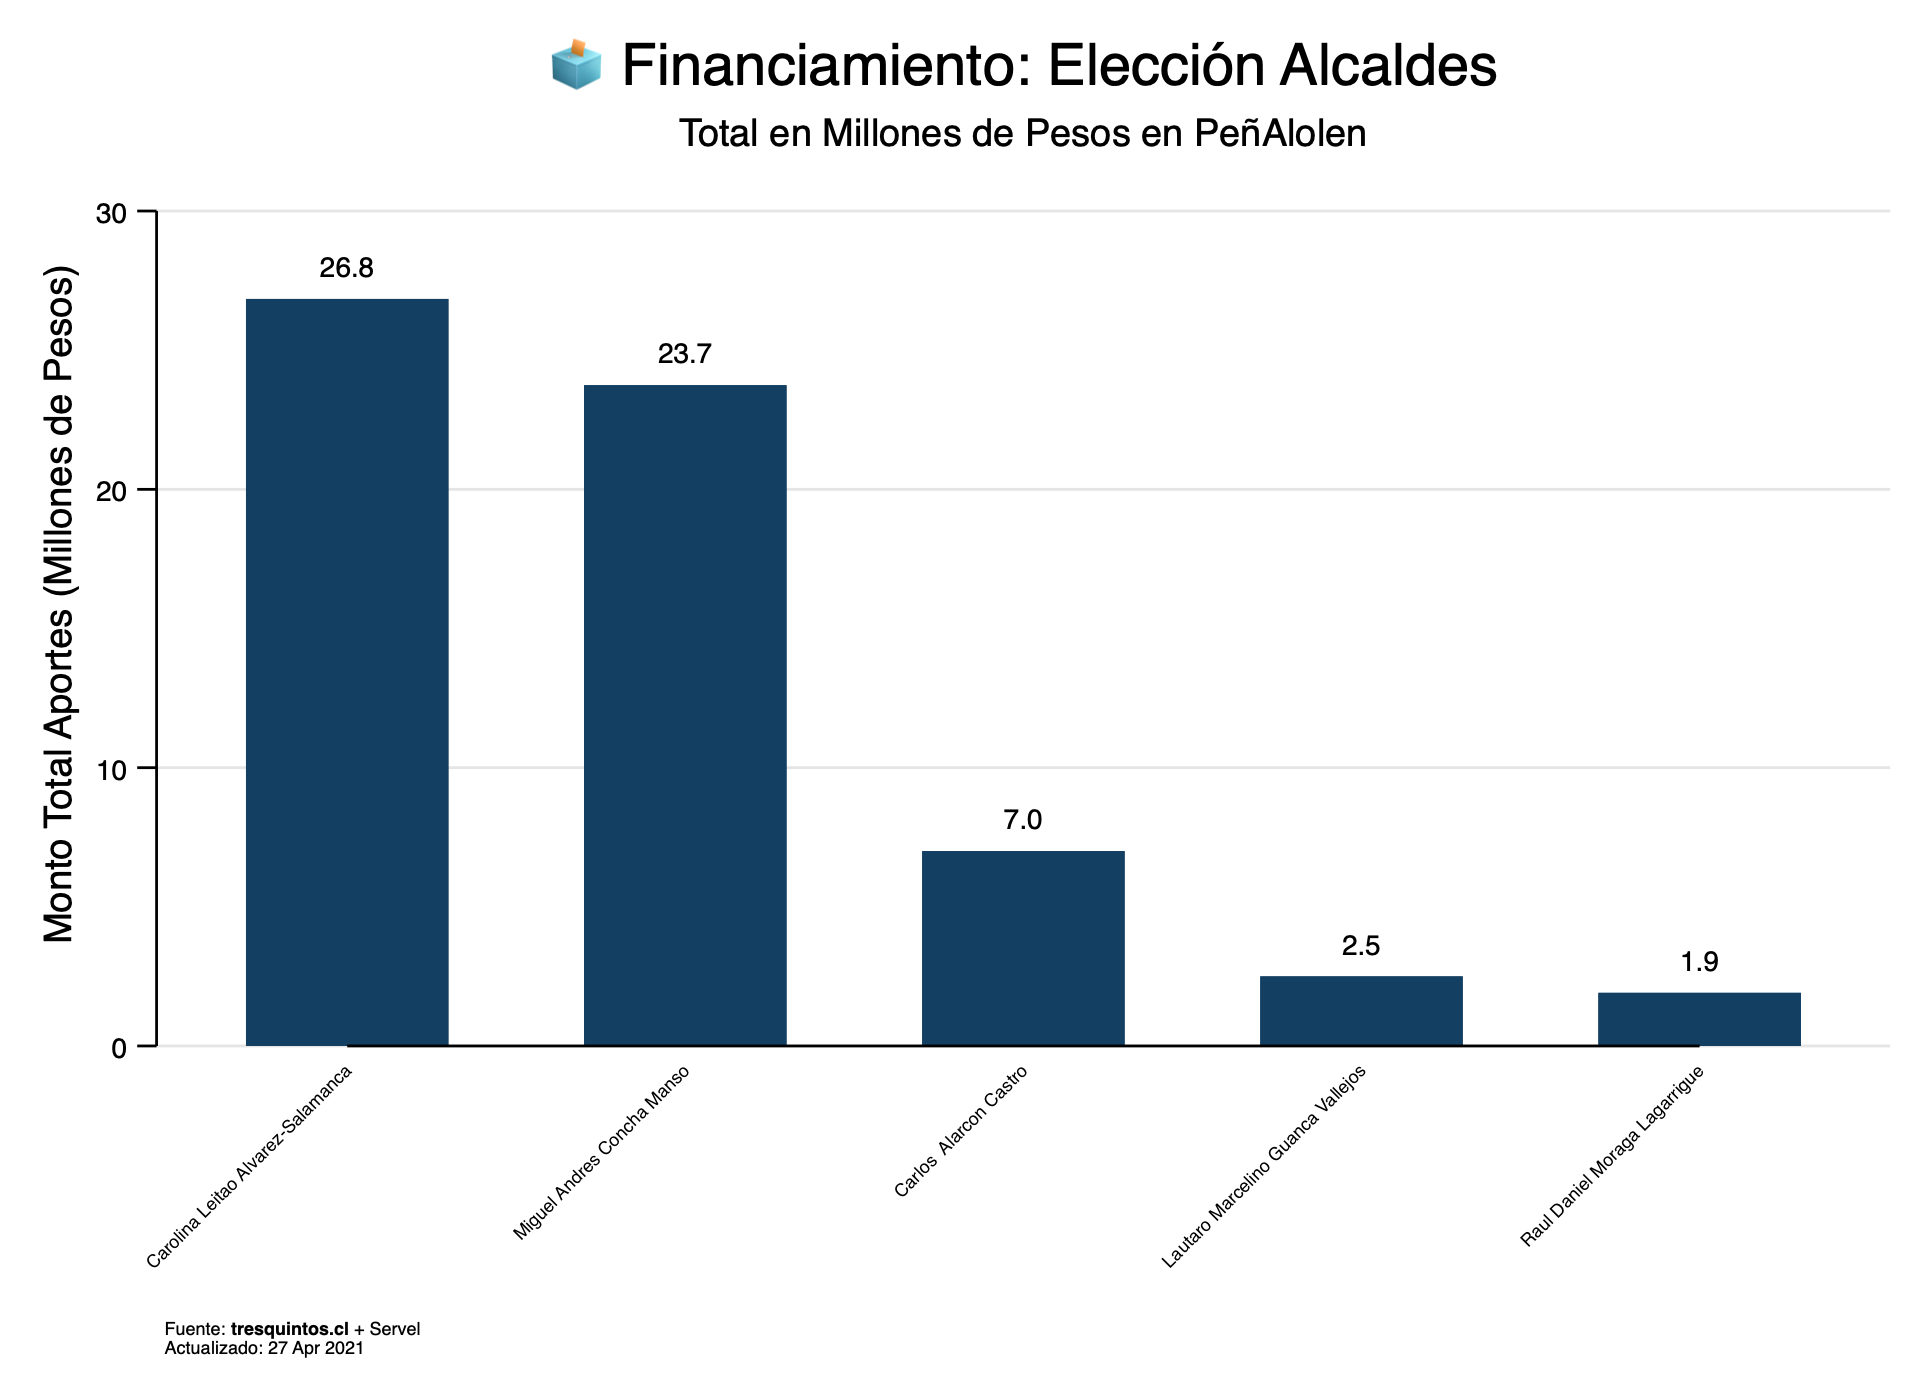 Financiamiento: Elección Alcaldes
Total en Millones de Pesos en PeñAlolen
Monto Total Aportes (Millones de Pesos)
30
20
10
0
26.8
23.7
7.0
2.5
1.9
Carolina Leitao Alvarez-Salamanca
Miguel Andres Concha Manso
Carlos Alarcon Castro
Lautaro Marcelino Guanca Vallejos
Raul Daniel Moraga Lagarrigue
Fuente: tresquintos.cl + Servel
Actualizado: 27 Apr 2021